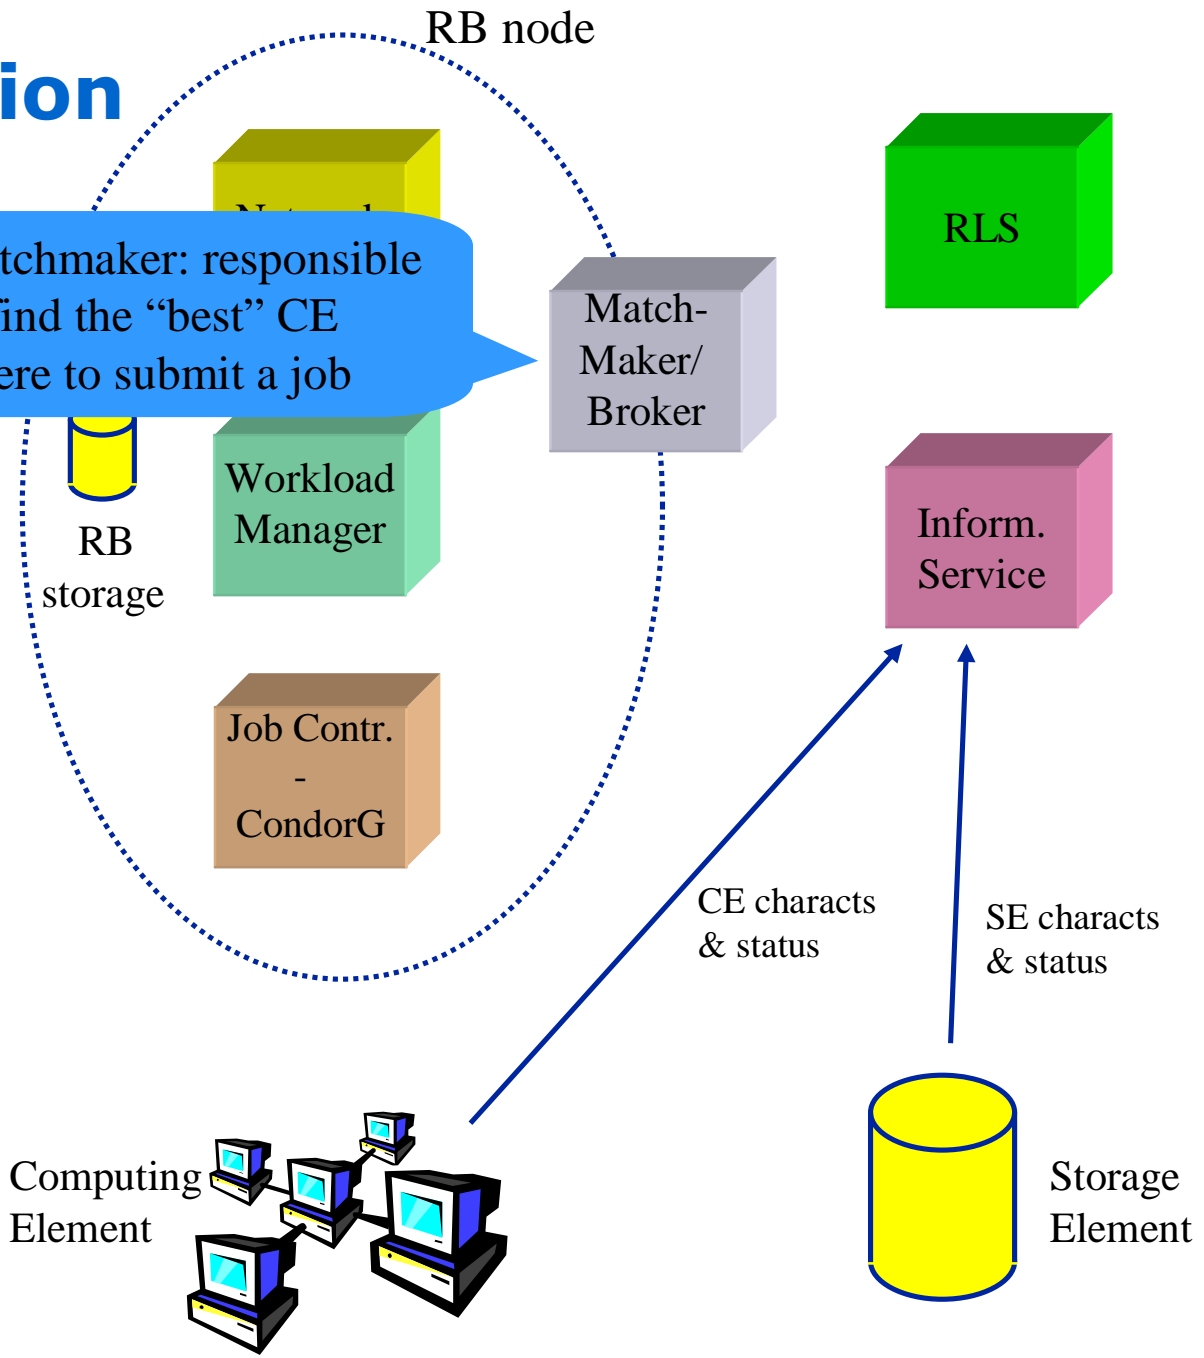 RB node
RLS
tchmaker: responsible
find the “best” CE
ere to submit a job
Match-
Maker/
Broker
Workload
Manager
RB
storage
Inform.
Service
Job Contr.
-
CondorG
CE characts
& status
SE characts
& status
Computing
Element
Storage
Element